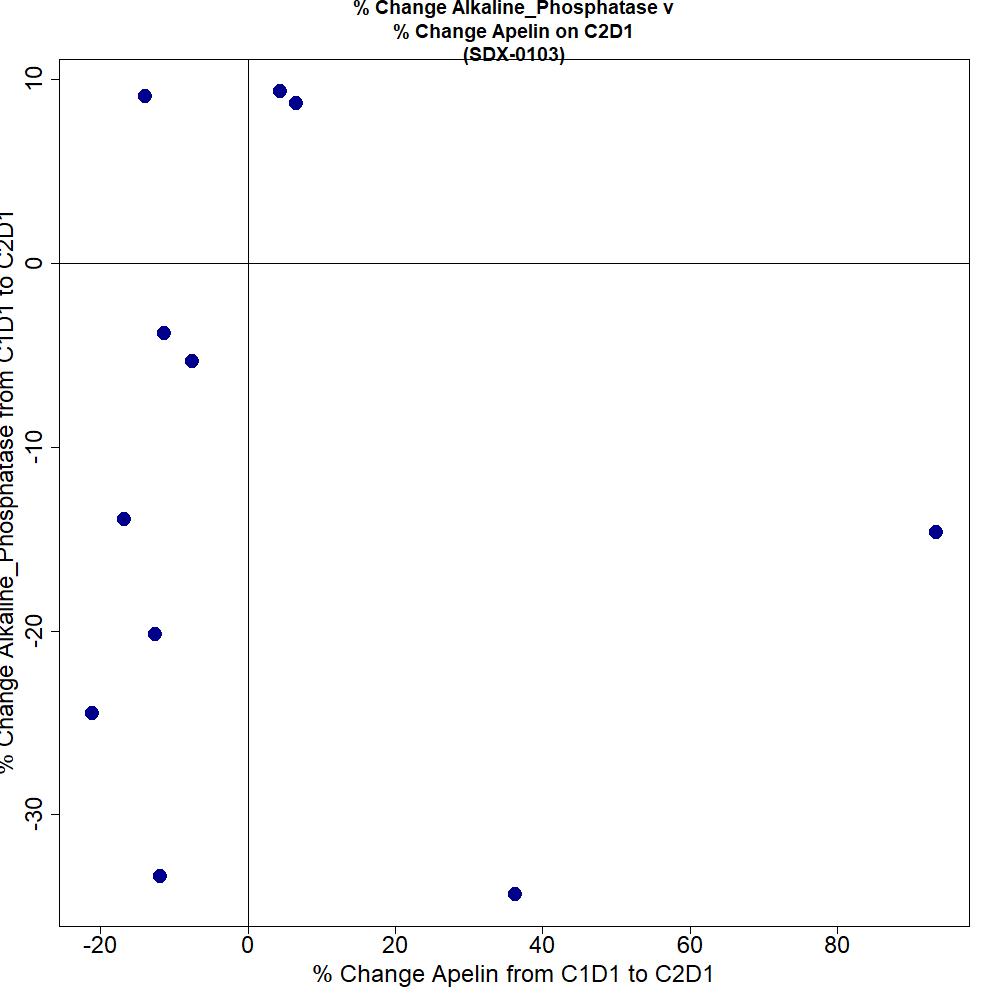 % Change Alkaline_Phosphatase v
% Change Apelin on C2D1
(SDX-0103)
% Change Alkaline_Phosphatase from C1D1 to C2D1
10
0
-10
-20
-30
-20
0
20
40
60
80
% Change Apelin from C1D1 to C2D1